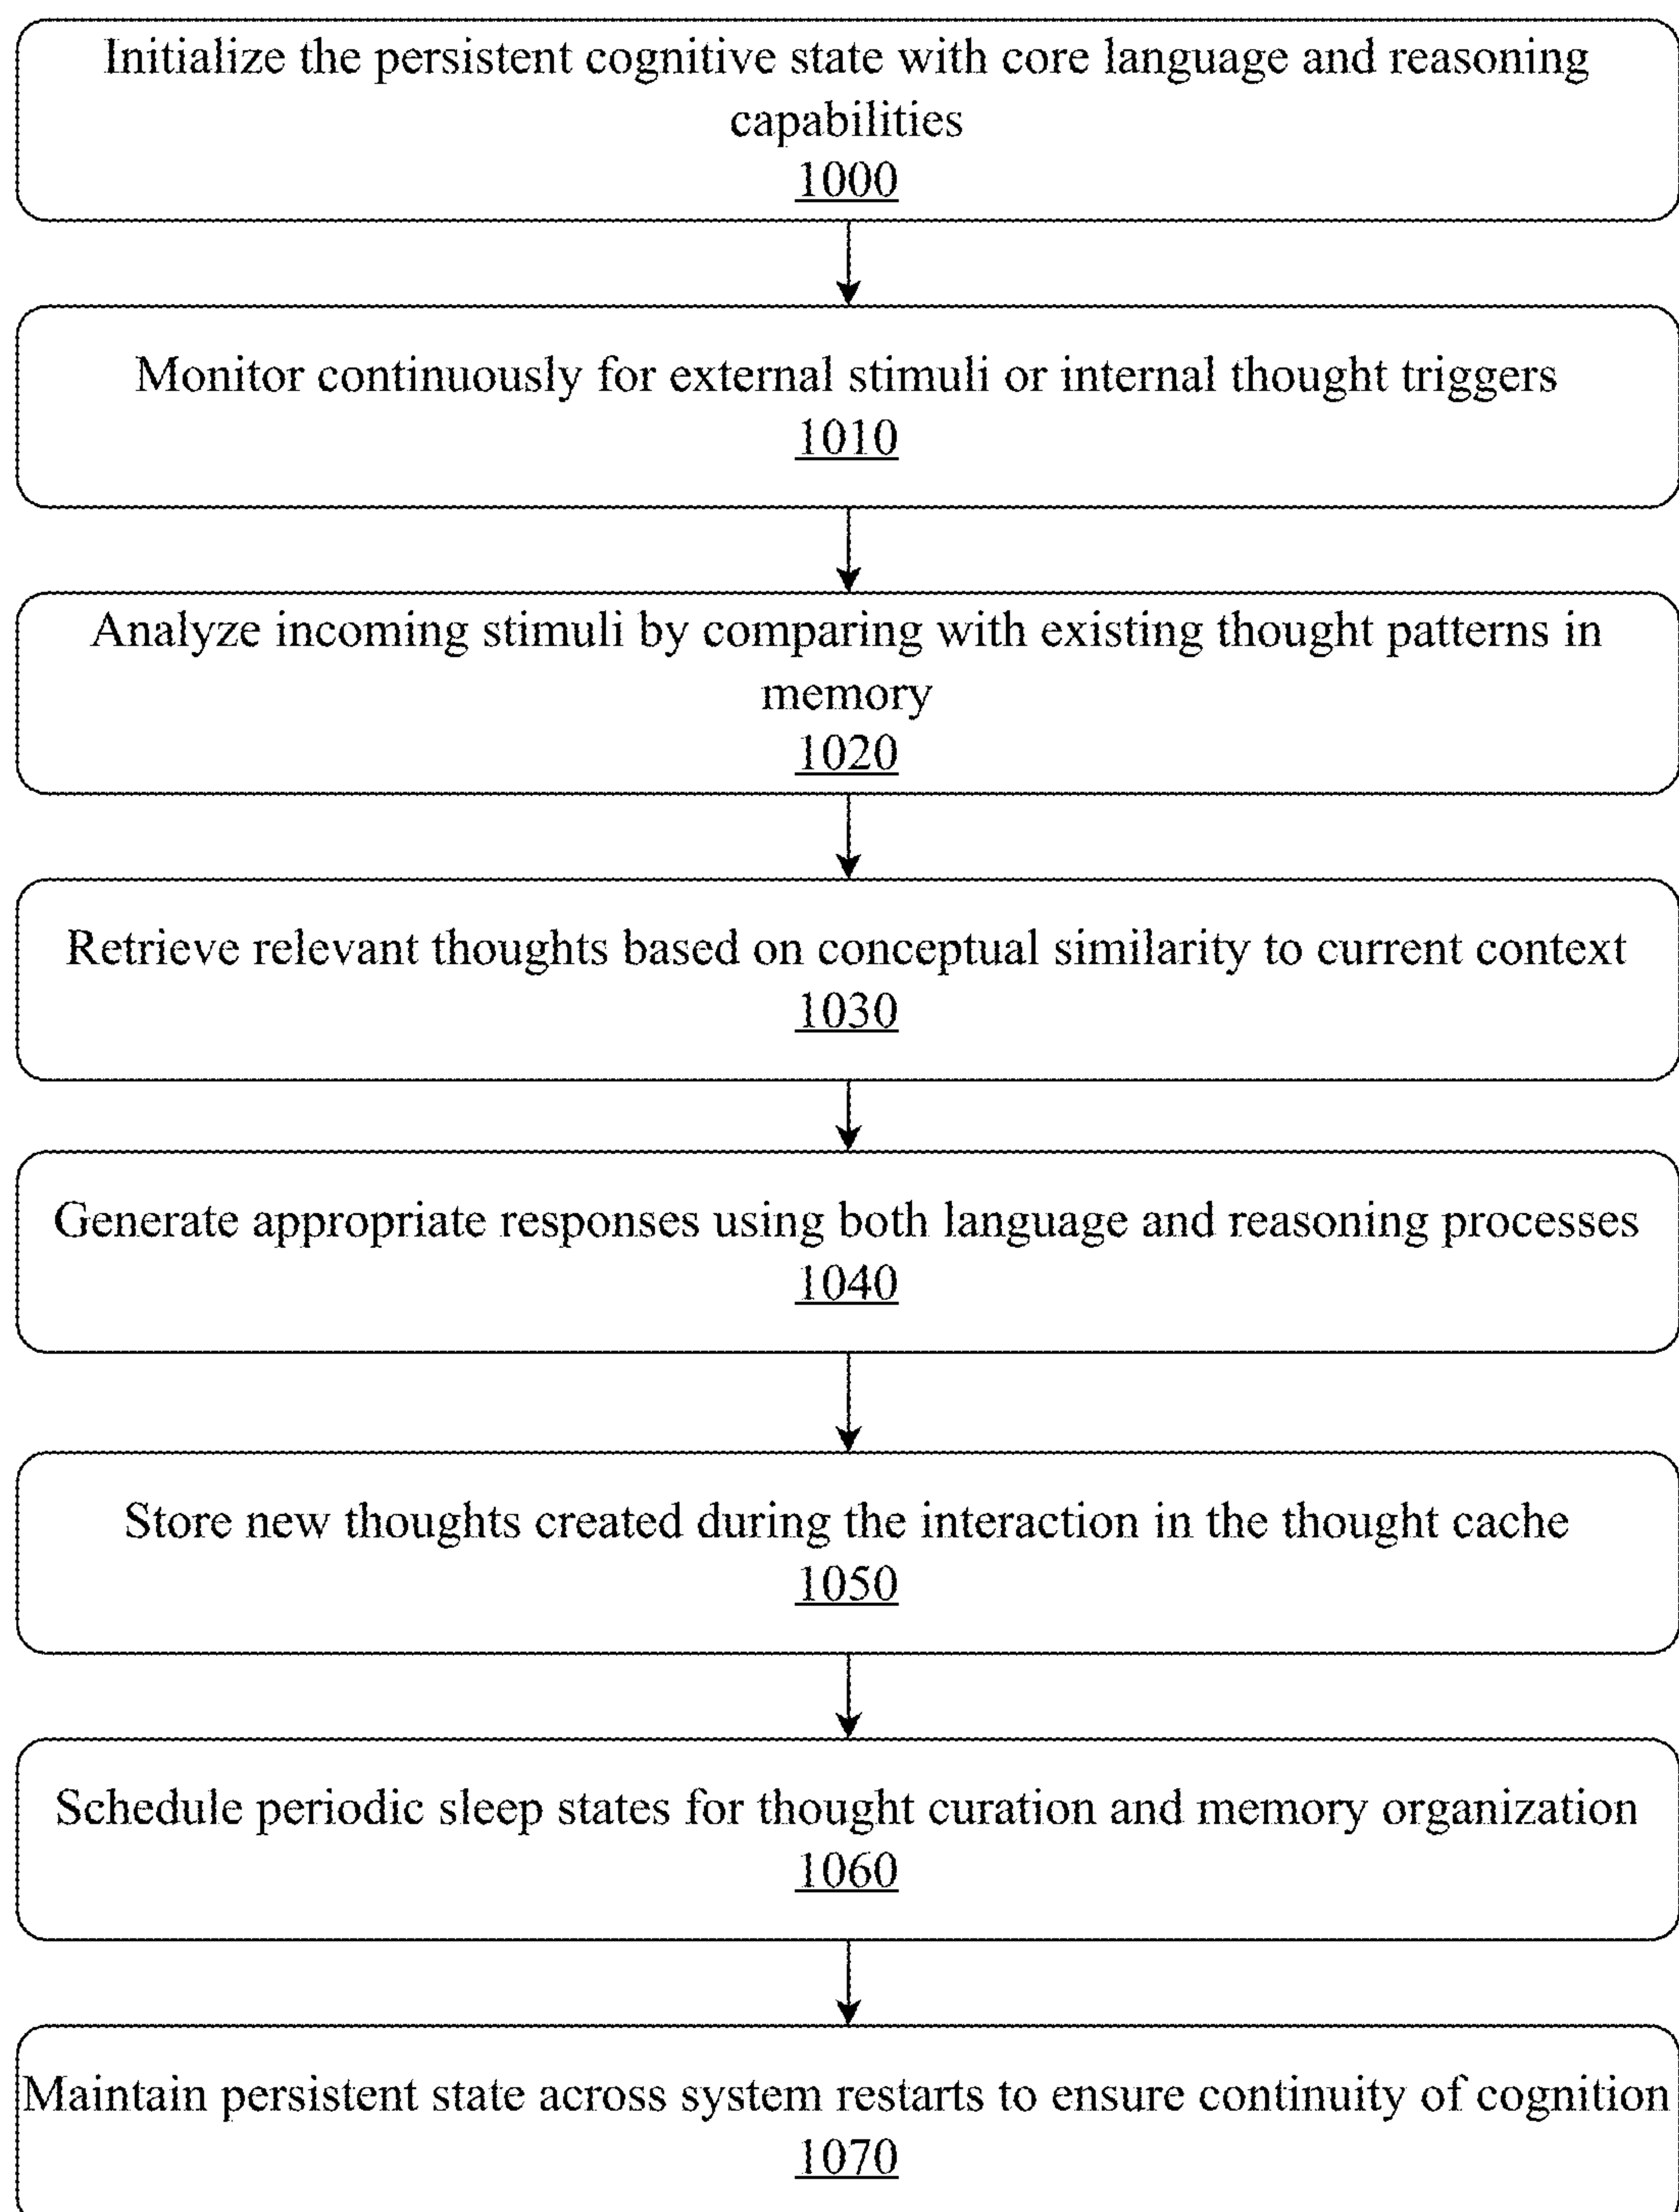 Initialize the persistent cognitive state with core language and reasoning
capabilities
1000
Monitor continuously for external stimuli or internal thought triggers
1010
Analyze incoming stimuli by comparing with existing thought patterns in
memory
1020
Retrieve relevant thoughts based on conceptual similarity to current context
1030
Generate appropriate responses using both language and reasoning processes
1040
Store new thoughts created during the interaction in the thought cache
1050
Schedule periodic sleep states for thought curation and memory organization
1060
Maintain persistent state across system restarts to ensure continuity of cognition
1070